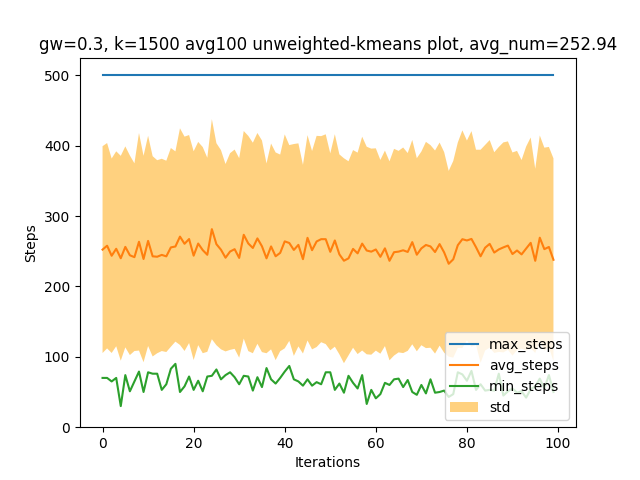 gw=0.3, k=1500 avg100 unweighted-kmeans plot, avg_num=252.94
500
400
300
200
100
0
Steps
max_steps
avg_steps
min_steps
std
0
20
40
60
80
100
Iterations